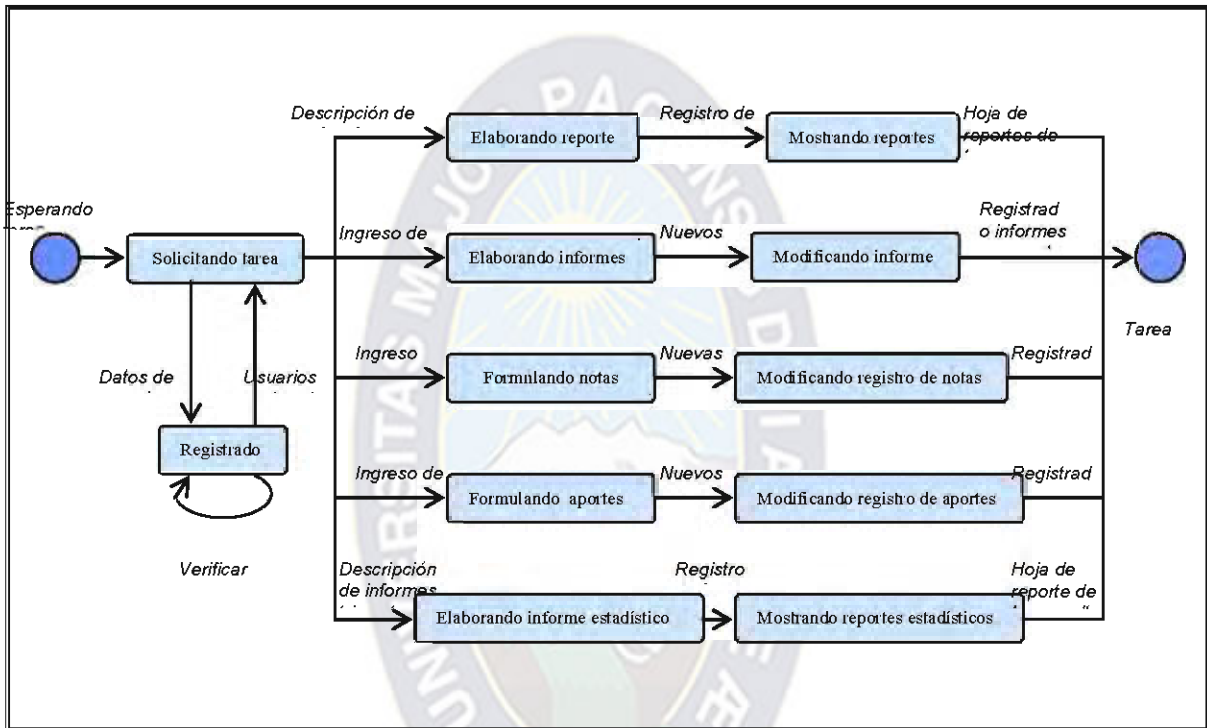 Descripción de
Elaborando reporte
Registro de
Mostrando reportes
Hoja de
reportes de
Esperando
Solicitando tarea
Ingreso de
Elaborando informes
Nuevos
Modificando informe
Registrad
o informes
Tarea
Datos de
Usuarios
Registrado
Verificar
Ingreso
Formulando notas
Nuevas
Modificando registro de notas
Registrad
Ingreso de
Formulando aportes
Nuevos
Modificando registro de aportes
Registrad
Descripción
de informes
Elaborando informe estadístico
Registro
Mostrando reportes estadísticos
Hoja de
reporte de